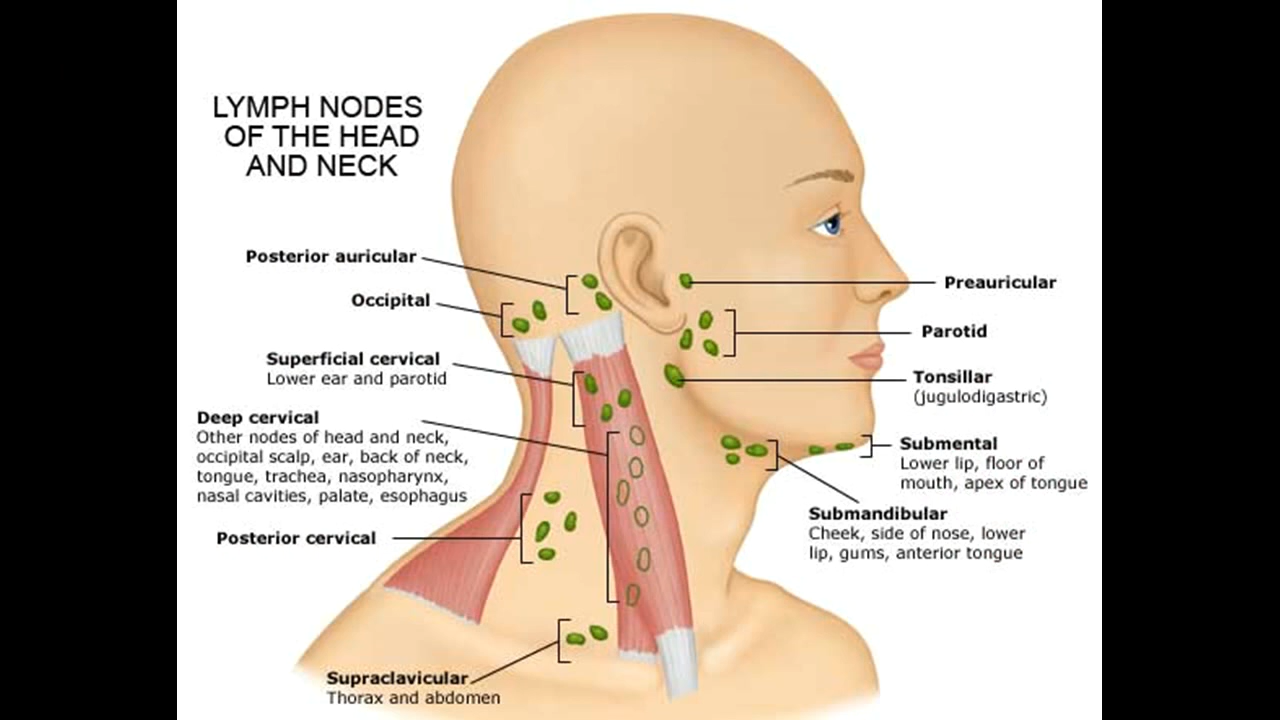 LYMPH NODES
OF THE HEAD
AND NECK
Posterior auricular
Occipital
Superficial cervical
Lower ear and parotid
Deep cervical
Other nodes of head and neck,
occipital scalp, ear, back of neck,
tongue, trachea, nasopharynx,
nasal cavities, palate, esophagus
Posterior cervical
Supraclavicular
Thorax and abdomen
Preauricular
Parotid
Tonsillar
(jugulodigastric)
Submental
Lower lip, floor of
mouth, apex of tongue
Submandibular
Cheek, side of nose, lower
lip, gums, anterior tongue